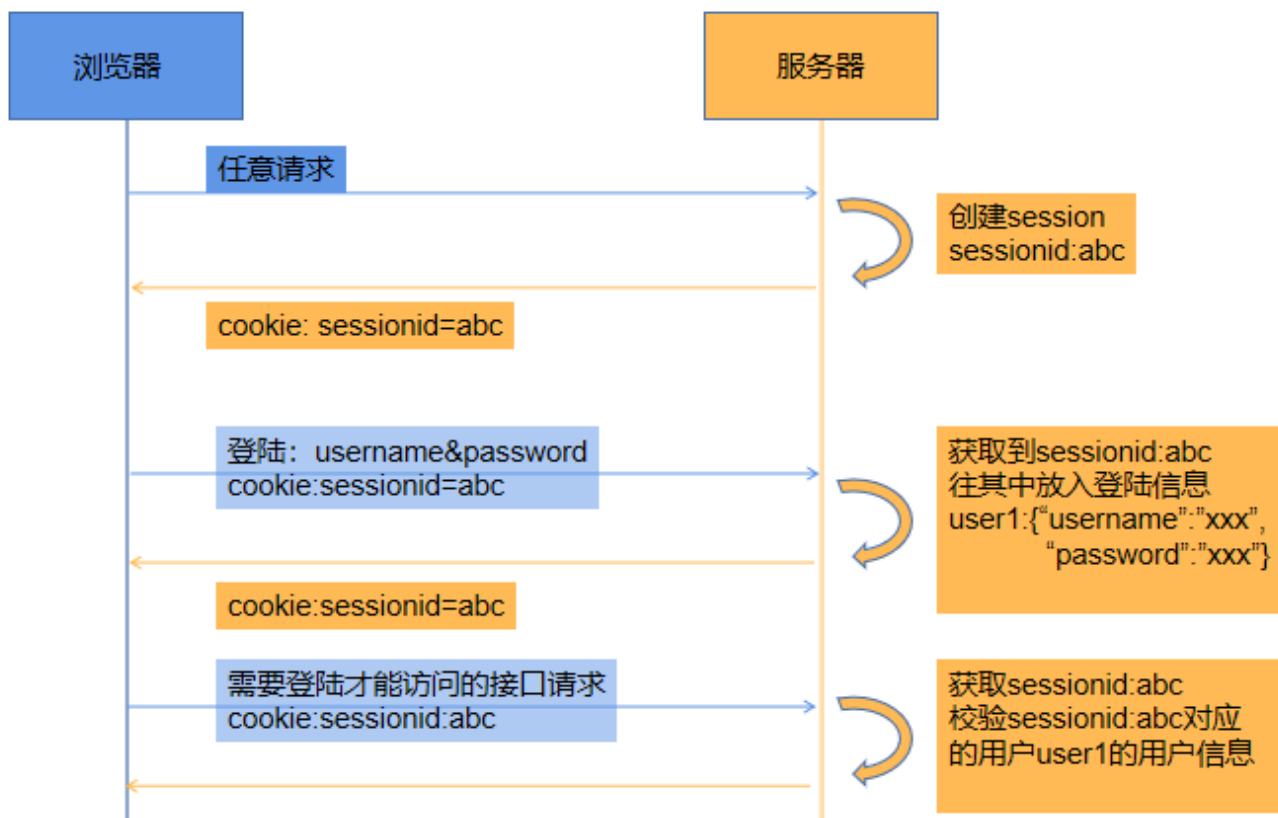 浏览器
服务器
任意请求
创建session
sessionid:abc
cookie: sessionid=abc
登陆：username&password
cookie:sessionid=abc
获取到sessionid:abc
往其中放入登陆信息
user1:{“username”:”xxx”,
“password”:”xxx”}
cookie:sessionid=abc
需要登陆才能访问的接口请求
cookie:sessionid:abc
获取sessionid:abc
校验sessionid:abc对应
的用户user1的用户信息